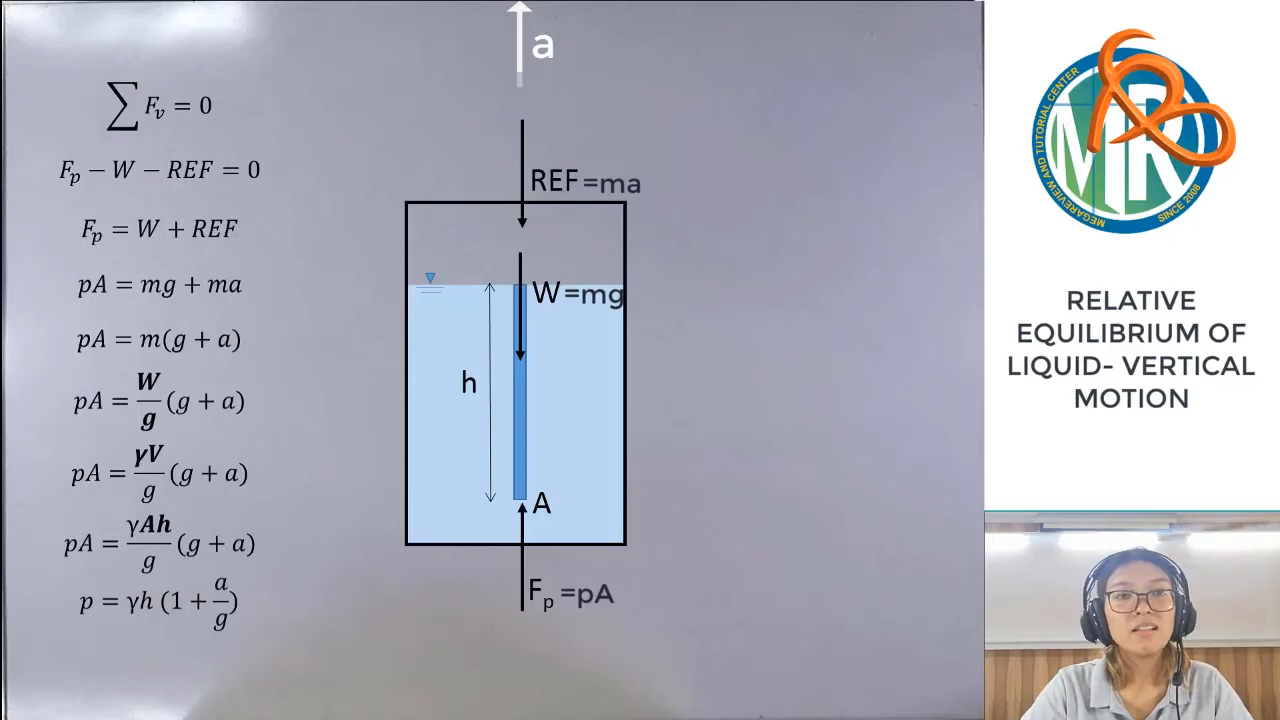 a
∑ F_v = 0
F_p − W − REF = 0
F_p = W + REF
pA = mg + ma
pA = m(g + a)
pA = W/g (g + a)
pA = γV/g (g + a)
pA = γAh/g (g + a)
p = γh (1 + a/g)
REF =ma
W =mg
h
A
F_p =pA
MEGAREVIEW AND TUTORIAL CENTER
MR
SINCE 2008
RELATIVE
EQUILIBRIUM OF
LIQUID- VERTICAL
MOTION